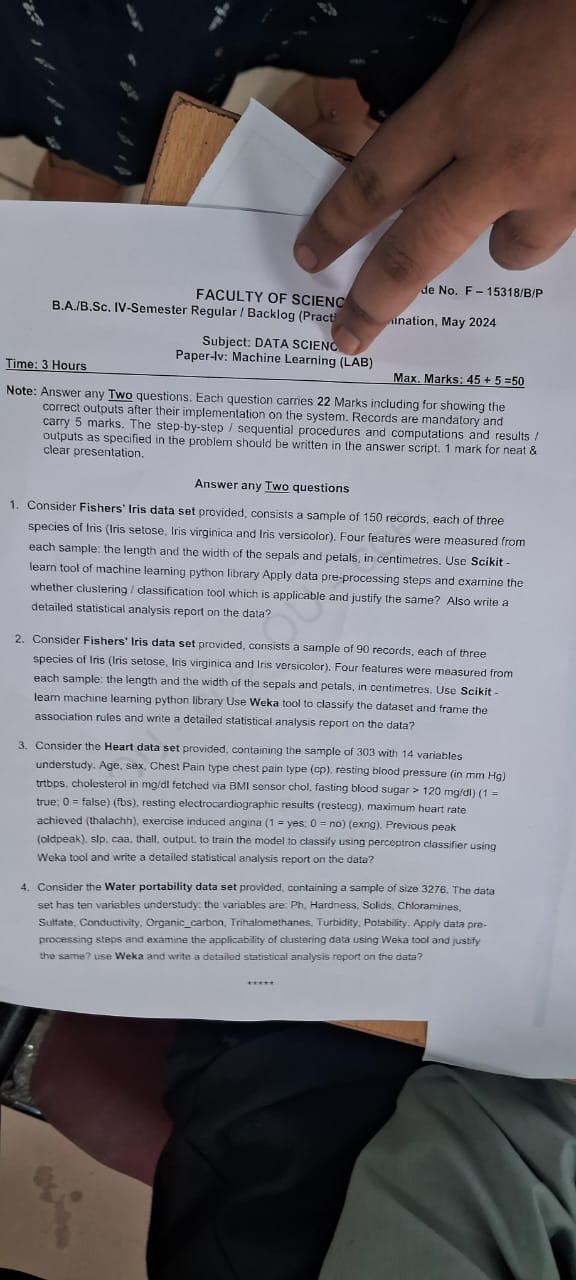 de No. F – 15318/B/P
FACULTY OF SCIENC
B.A./B.Sc. IV-Semester Regular / Backlog (Practi ination, May 2024
Subject: DATA SCIENC
Paper-Iv: Machine Learning (LAB)
Time: 3 Hours Max. Marks: 45 + 5 =50
Note: Answer any Two questions. Each question carries 22 Marks including for showing the
correct outputs after their implementation on the system. Records are mandatory and
carry 5 marks. The step-by-step / sequential procedures and computations and results /
outputs as specified in the problem should be written in the answer script. 1 mark for neat &
clear presentation.
Answer any Two questions
1. Consider Fishers' Iris data set provided, consists a sample of 150 records, each of three
species of Iris (Iris setose, Iris virginica and Iris versicolor). Four features were measured from
each sample: the length and the width of the sepals and petals, in centimetres. Use Scikit -
learn tool of machine learning python library Apply data pre-processing steps and examine the
whether clustering / classification tool which is applicable and justify the same? Also write a
detailed statistical analysis report on the data?
2. Consider Fishers' Iris data set provided, consists a sample of 90 records, each of three
species of Iris (Iris setose, Iris virginica and Iris versicolor). Four features were measured from
each sample: the length and the width of the sepals and petals, in centimetres. Use Scikit -
learn machine learning python library Use Weka tool to classify the dataset and frame the
association rules and write a detailed statistical analysis report on the data?
3. Consider the Heart data set provided, containing the sample of 303 with 14 variables
understudy. Age, sex, Chest Pain type chest pain type (cp), resting blood pressure (in mm Hg)
trtbps, cholesterol in mg/dl fetched via BMI sensor chol, fasting blood sugar > 120 mg/dl) (1 =
true; 0 = false) (fbs), resting electrocardiographic results (restecg), maximum heart rate
achieved (thalachh), exercise induced angina (1 = yes; 0 = no) (exng), Previous peak
(oldpeak), slp, caa, thall, output, to train the model to classify using perceptron classifier using
Weka tool and write a detailed statistical analysis report on the data?
4. Consider the Water portability data set provided, containing a sample of size 3276. The data
set has ten variables understudy: the variables are: Ph, Hardness, Solids, Chloramines,
Sulfate, Conductivity, Organic_carbon, Trihalomethanes, Turbidity, Potability. Apply data pre-
processing steps and examine the applicability of clustering data using Weka tool and justify
the same? use Weka and write a detailed statistical analysis report on the data?
*****